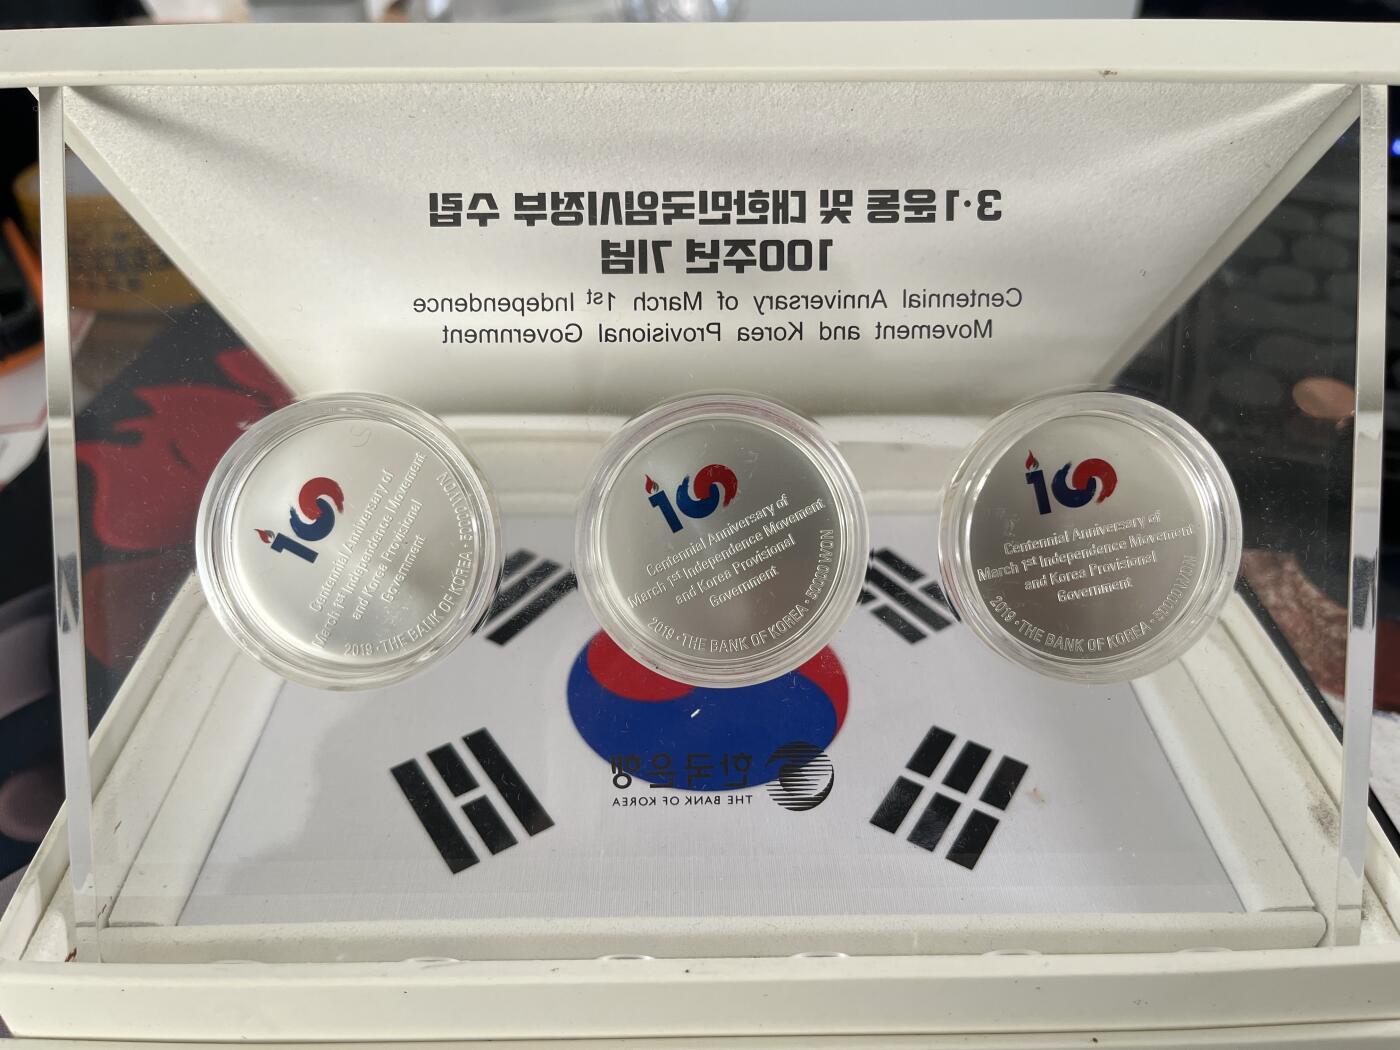 3·1운동 및 대한민국임시정부 수립
100주년 기념
Centennial Anniversary of March 1st Independence
Movement and Korea Provisional Government
10
Centennial Anniversary of
March 1st Independence Movement
and Korea Provisional
Government
2019·THE BANK OF KOREA·50000 WON
10
Centennial Anniversary of
March 1st Independence Movement
and Korea Provisional
Government
2019·THE BANK OF KOREA·50000 WON
10
Centennial Anniversary of
March 1st Independence Movement
and Korea Provisional
Government
2019·THE BANK OF KOREA·50000 WON
한국은행
THE BANK OF KOREA